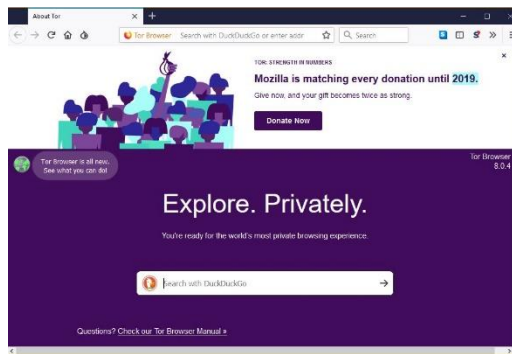 About Tor
Tor Browser Search with DuckDuckGo or enter addr
Search
TOR: STRENGTH IN NUMBERS
Mozilla is matching every donation until 2019.
Give now, and your gift becomes twice as strong.
Donate Now
Tor Browser is all new.
See what you can do!
Tor Browser
8.0.4
Explore. Privately.
You're ready for the world's most private browsing experience.
Search with DuckDuckGo
Questions? Check our Tor Browser Manual »